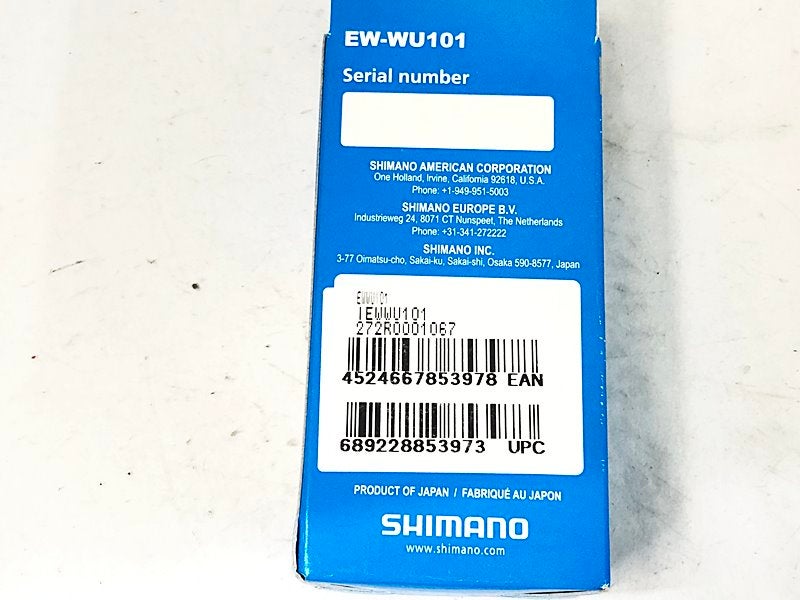 EW-WU101
Serial number
SHIMANO AMERICAN CORPORATION
One Holland, Irvine, California 92618, U.S.A.
Phone: +1-949-951-5003
SHIMANO EUROPE B.V.
Industrieweg 24, 8071 CT Nunspeet, The Netherlands
Phone: +31-341-272222
SHIMANO INC.
3-77 Oimatsu-cho, Sakai-ku, Sakai-shi, Osaka 590-8577, Japan
EWWU101
IEWWU101
272R0001067
4524667853978 EAN
689228853973 UPC
PRODUCT OF JAPAN / FABRIQUÉ AU JAPON
SHIMANO
www.shimano.com